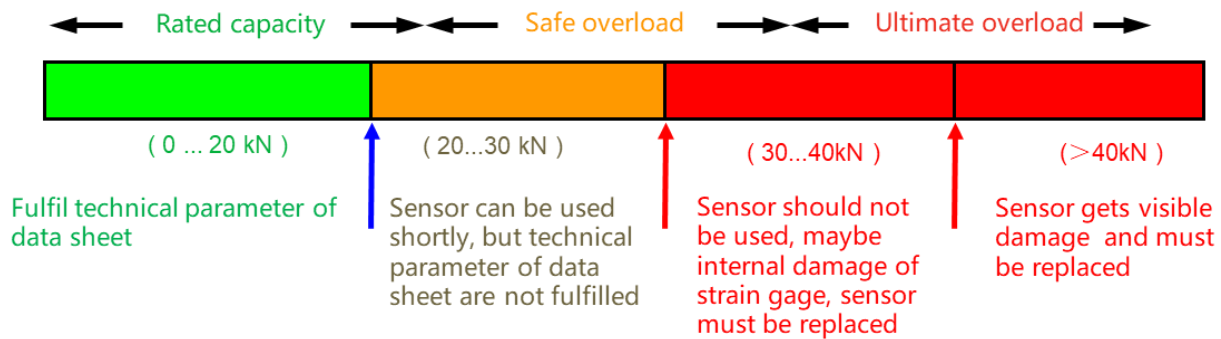 Rated capacity
Safe overload
Ultimate overload
( 0 ... 20 kN )
( 20...30 kN )
( 30...40kN )
(>40kN )
Fulfil technical parameter of
data sheet
Sensor can be used
shortly, but technical
parameter of data
sheet are not fulfilled
Sensor should not
be used, maybe
internal damage of
strain gage, sensor
must be replaced
Sensor gets visible
damage and must
be replaced